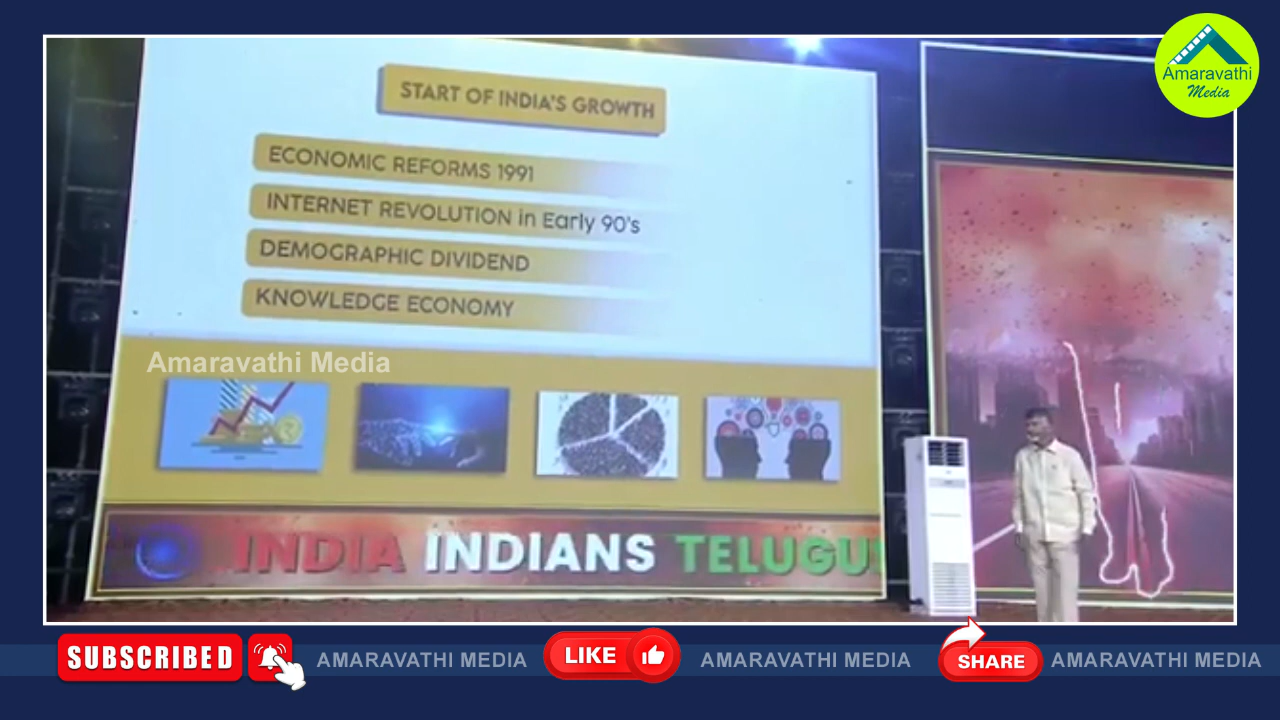 Amaravathi
Media
START OF INDIA'S GROWTH
ECONOMIC REFORMS 1991
INTERNET REVOLUTION in Early 90's
DEMOGRAPHIC DIVIDEND
KNOWLEDGE ECONOMY
Amaravathi Media
INDIA INDIANS TELUGU
SUBSCRIBED AMARAVATHI MEDIA LIKE AMARAVATHI MEDIA SHARE AMARAVATHI MEDIA